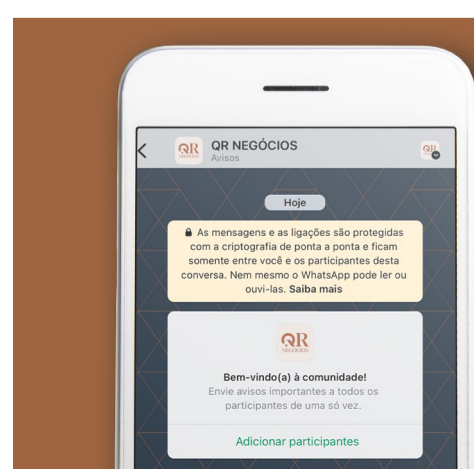 QR NEGÓCIOS
Avisos
Hoje
As mensagens e as ligações são protegidas
com a criptografia de ponta a ponta e ficam
somente entre você e os participantes desta
conversa. Nem mesmo o WhatsApp pode ler ou
ouvi-las. Saiba mais
QR
NEGÓCIOS
Bem-vindo(a) à comunidade!
Envie avisos importantes a todos os
participantes de uma só vez.
Adicionar participantes